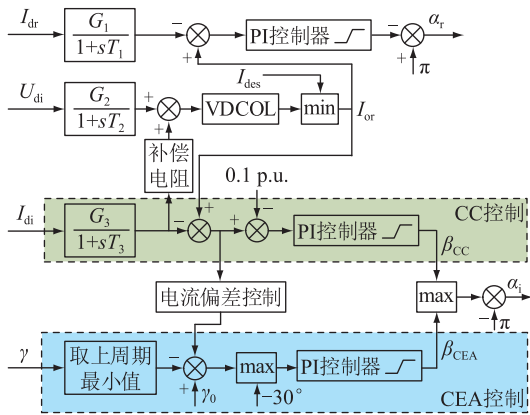 I_dr G_1 / 1+sT_1 − + PI控制器 − + π α_r
U_di G_2 / 1+sT_2 + + VDCOL I_des min I_or
补偿电阻
0.1 p.u.
I_di G_3 / 1+sT_3 − + + − PI控制器 CC控制
β_CC
电流偏差控制 max − π α_i
γ 取上周期最小值 − + γ_0 max −30° PI控制器 β_CEA
CEA控制